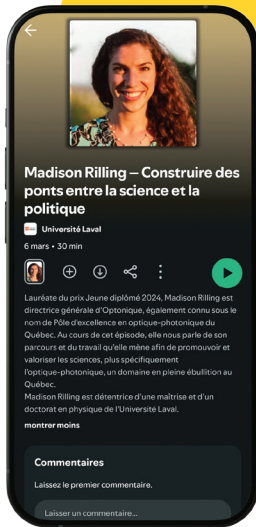 Madison Rilling – Construire des
ponts entre la science et la
politique
Université Laval
6 mars • 30 min
Lauréate du prix Jeune diplômé 2024, Madison Rilling est
directrice générale d'Optonique, également connu sous le
nom de Pôle d'excellence en optique-photonique du
Québec. Au cours de cet épisode, elle nous parle de son
parcours et du travail qu'elle mène afin de promouvoir et
valoriser les sciences, plus spécifiquement
l'optique-photonique, un domaine en pleine ébullition au
Québec.
Madison Rilling est détentrice d'une maîtrise et d'un
doctorat en physique de l'Université Laval.
montrer moins
Commentaires
Laissez le premier commentaire.
Laisser un commentaire...